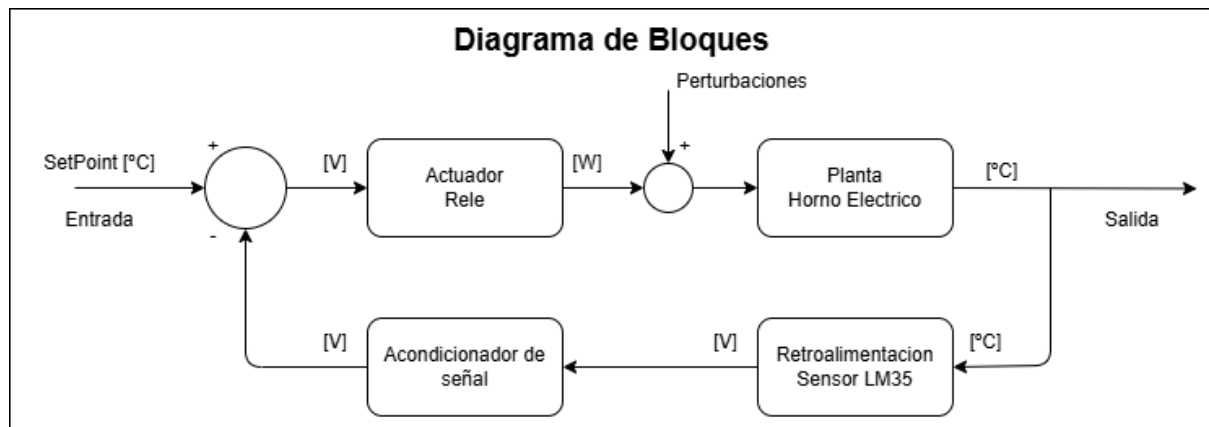 Diagrama de Bloques
Perturbaciones
+
SetPoint [ºC]
[V]
Actuador
Rele
[W]
+
Planta
Horno Electrico
[ºC]
Entrada
Salida
-
[V]
Acondicionador de
señal
[V]
Retroalimentacion
Sensor LM35
[ºC]